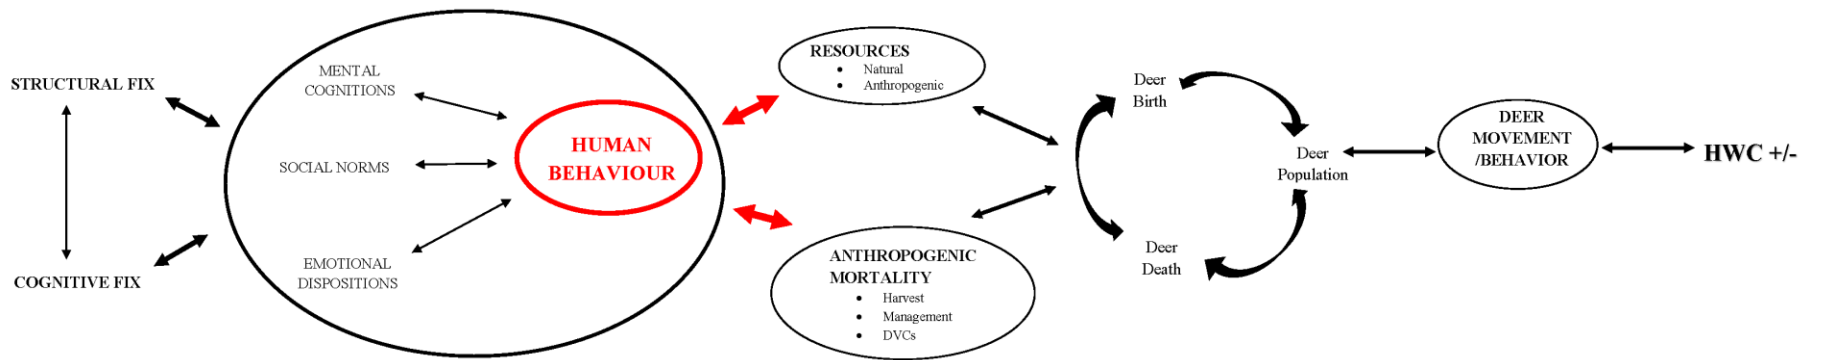 STRUCTURAL FIX
COGNITIVE FIX
MENTAL
COGNITIONS
SOCIAL NORMS
EMOTIONAL
DISPOSITIONS
HUMAN
BEHAVIOUR
RESOURCES
• Natural
• Anthropogenic
ANTHROPOGENIC
MORTALITY
• Harvest
• Management
• DVCs
Deer
Birth
Deer
Death
Deer
Population
DEER
MOVEMENT
/BEHAVIOR
HWC +/-